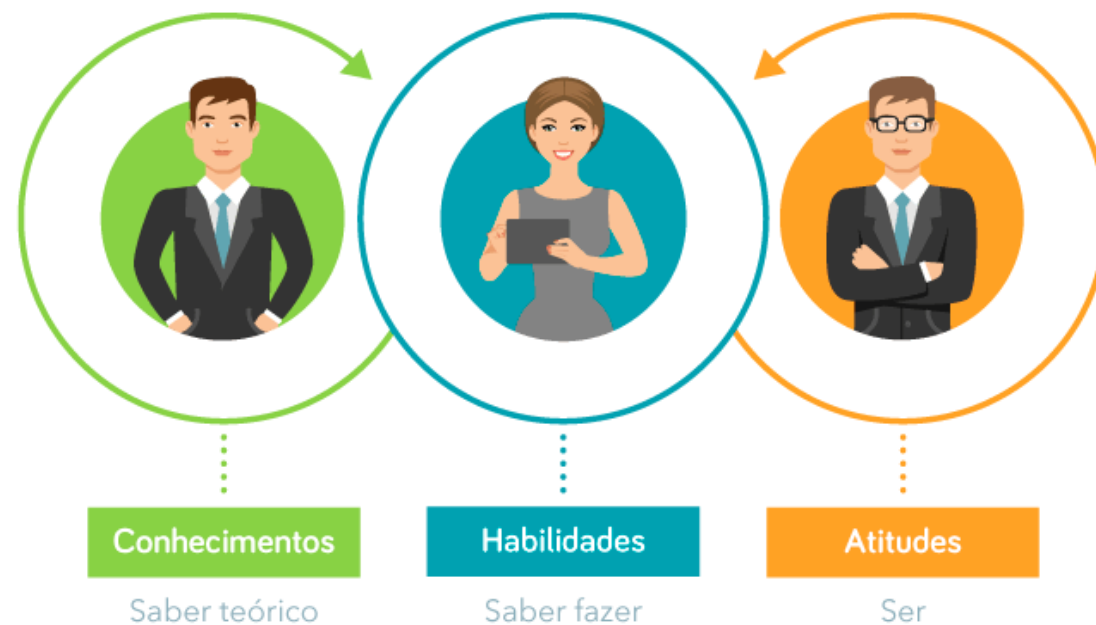 Conhecimentos
Saber teórico
Habilidades
Saber fazer
Atitudes
Ser